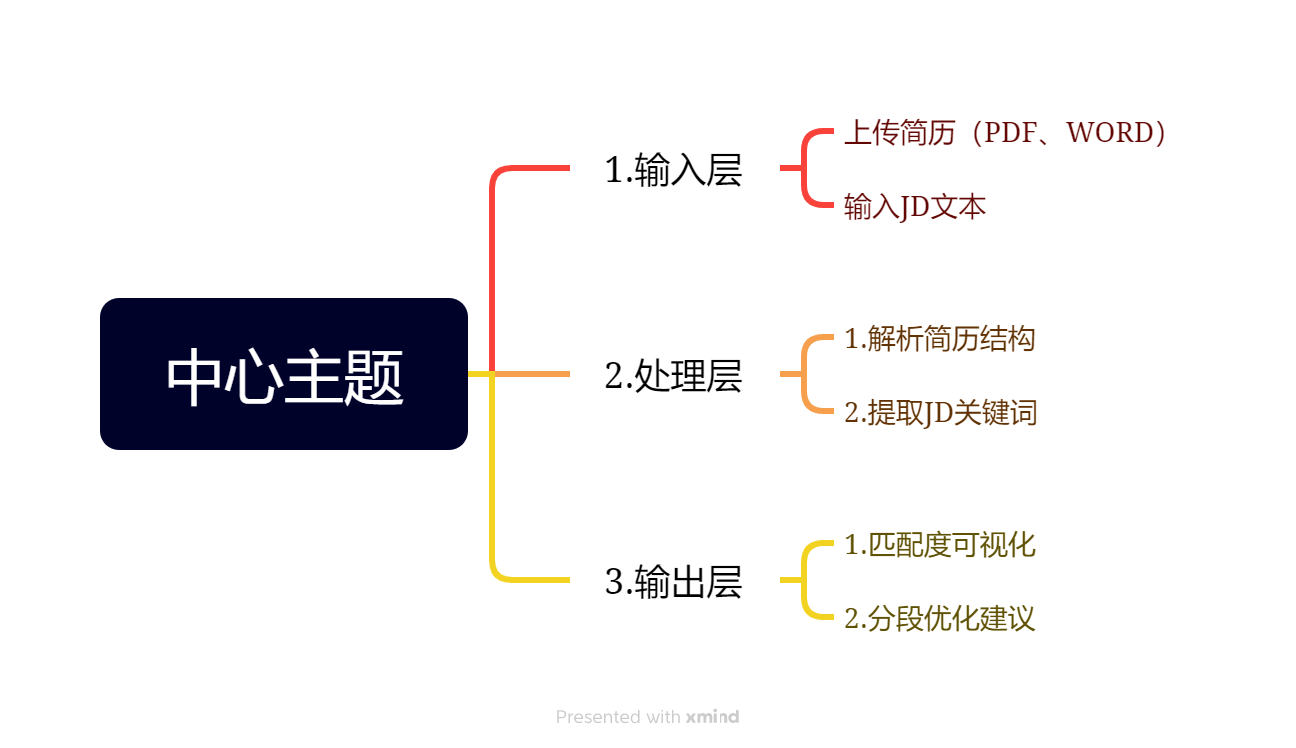 中心主题
1.输入层
上传简历（PDF、WORD）
输入JD文本
2.处理层
1.解析简历结构
2.提取JD关键词
3.输出层
1.匹配度可视化
2.分段优化建议
Presented with xmind